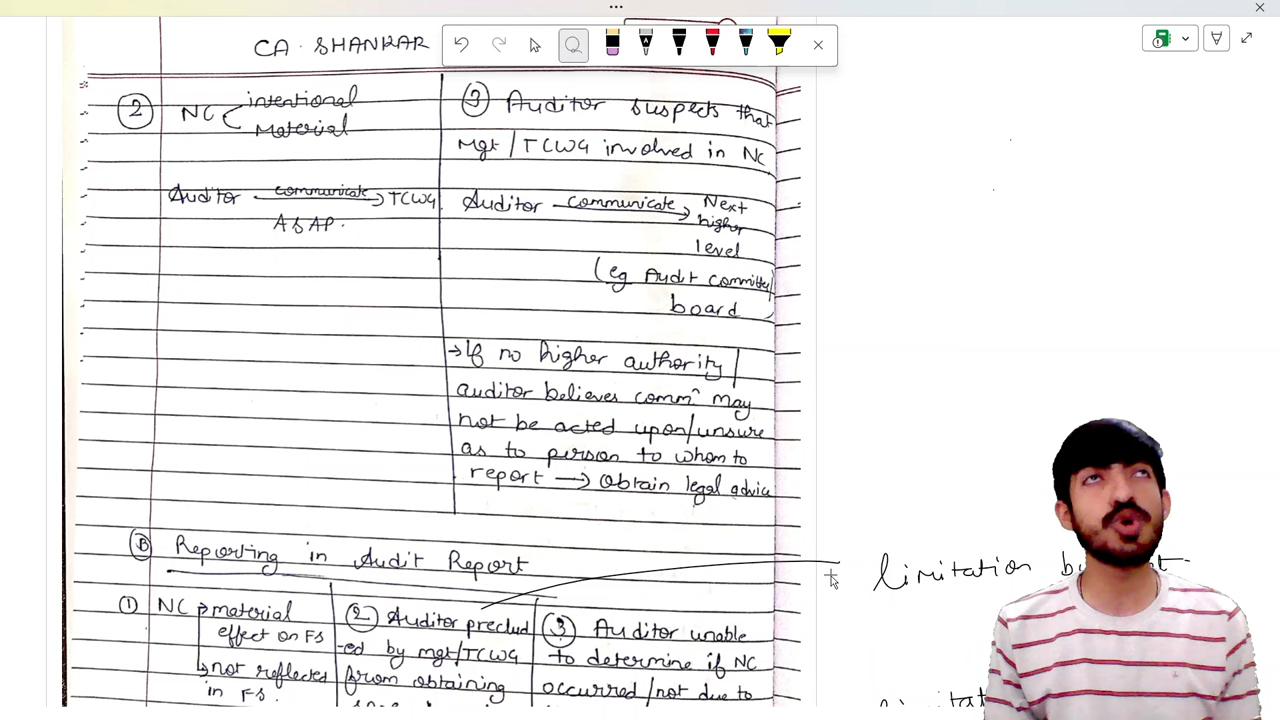 CA. SHANKAR
② NC intentional
Material
Auditor communicate → TCWG
ASAP.
③ Auditor suspects that
Mgt / TCWG involved in NC
Auditor communicate → Next
higher
level
(eg Audit committee/
board)
→ If no higher authority/
auditor believes commⁿ may
not be acted upon/unsure
as to person to whom to
report → Obtain legal advice
Ⓑ Reporting in Audit Report
① NC → material
effect on FS
→ not reflects
in FS.
② Auditor preclud
-ed by mgt/TCWG
from obtaining
③ Auditor unable
to determine if NC
occurred/not due to
limitation